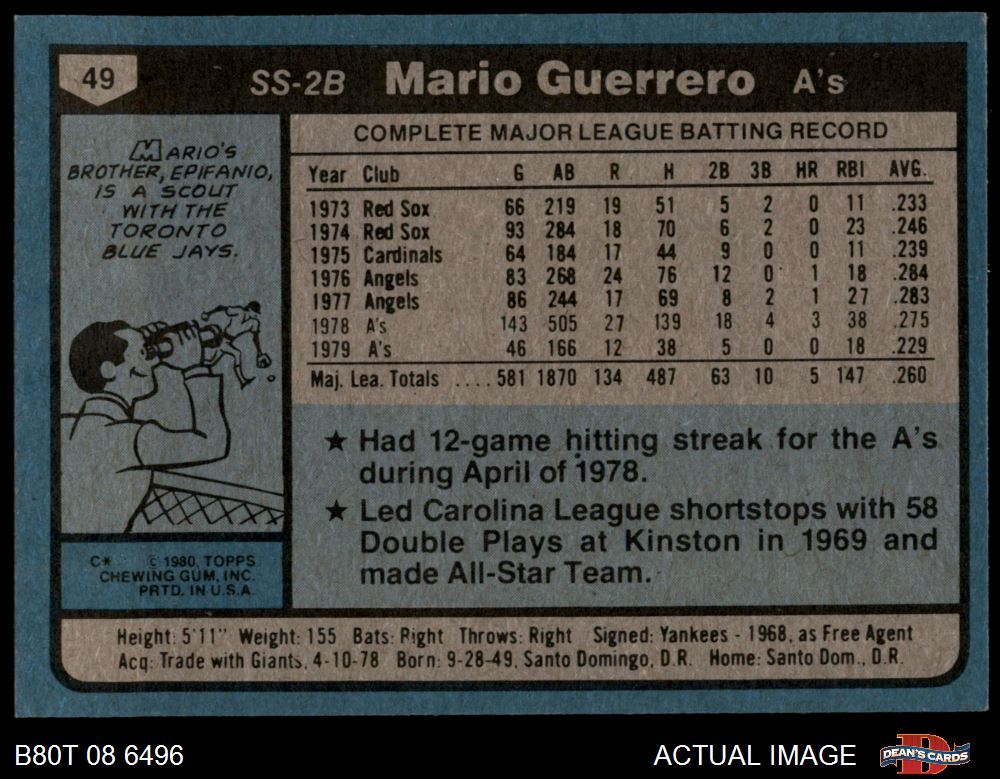 49 SS-2B Mario Guerrero A's
MARIO'S
BROTHER, EPIFANIO,
IS A SCOUT
WITH THE
TORONTO
BLUE JAYS.
C* © 1980, TOPPS
CHEWING GUM, INC.
PRTD. IN U.S.A.
COMPLETE MAJOR LEAGUE BATTING RECORD
Year Club G AB R H 2B 3B HR RBI AVG.
1973 Red Sox 66 219 19 51 5 2 0 11 .233
1974 Red Sox 93 284 18 70 6 2 0 23 .246
1975 Cardinals 64 184 17 44 9 0 0 11 .239
1976 Angels 83 268 24 76 12 0 1 18 .284
1977 Angels 86 244 17 69 8 2 1 27 .283
1978 A's 143 505 27 139 18 4 3 38 .275
1979 A's 46 166 12 38 5 0 0 18 .229
Maj. Lea. Totals .... 581 1870 134 487 63 10 5 147 .260
★ Had 12-game hitting streak for the A's
during April of 1978.
★ Led Carolina League shortstops with 58
Double Plays at Kinston in 1969 and
made All-Star Team.
Height: 5'11" Weight: 155 Bats: Right Throws: Right Signed: Yankees - 1968, as Free Agent
Acq: Trade with Giants, 4-10-78 Born: 9-28-49, Santo Domingo, D.R. Home: Santo Dom., D.R.
B80T 08 6496
ACTUAL IMAGE
DEAN'S CARDS